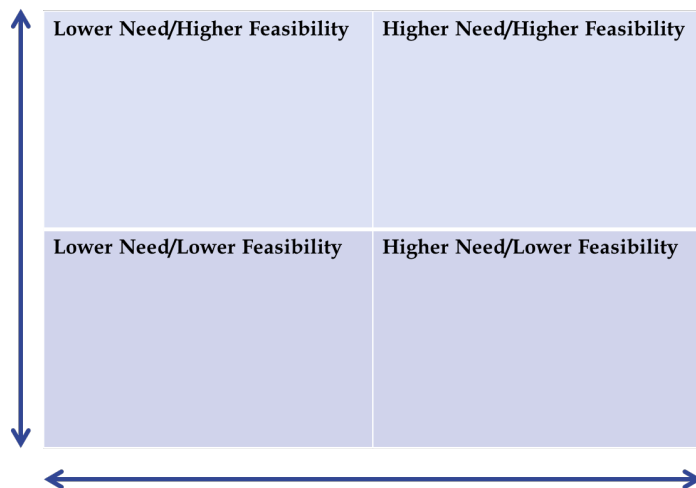 Lower Need/Higher Feasibility
Higher Need/Higher Feasibility
Lower Need/Lower Feasibility
Higher Need/Lower Feasibility